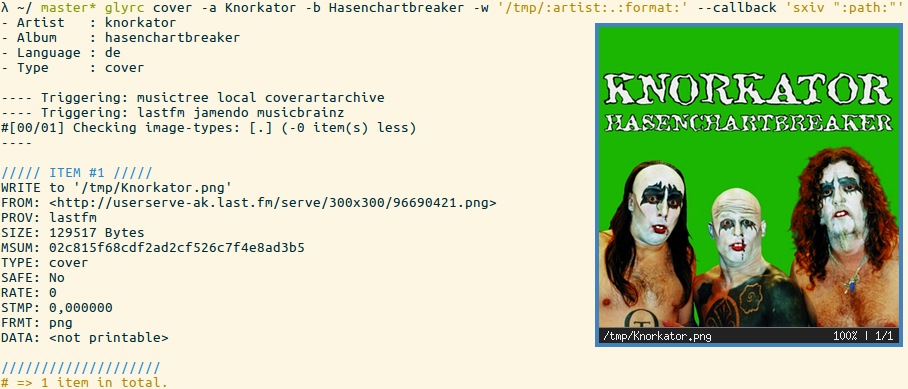 λ ~/ master* glyrc cover -a Knorkator -b Hasenchartbreaker -w '/tmp/:artist:.:format:' --callback 'sxiv ":path:"'
- Artist   : knorkator
- Album    : hasenchartbreaker
- Language : de
- Type     : cover
---- Triggering: musictree local coverartarchive
---- Triggering: lastfm jamendo musicbrainz
#[00/01] Checking image-types: [.] (-0 item(s) less)
----
///// ITEM #1 /////
WRITE to '/tmp/Knorkator.png'
FROM: <http://userserve-ak.last.fm/serve/300x300/96690421.png>
PROV: lastfm
SIZE: 129517 Bytes
MSUM: 02c815f68cdf2ad2cf526c7f4e8ad3b5
TYPE: cover
SAFE: No
RATE: 0
STMP: 0,000000
FRMT: png
DATA: <not printable>
////////////////////
# => 1 item in total.
KNORKATOR
HASENCHARTBREAKER
/tmp/Knorkator.png 100% | 1/1